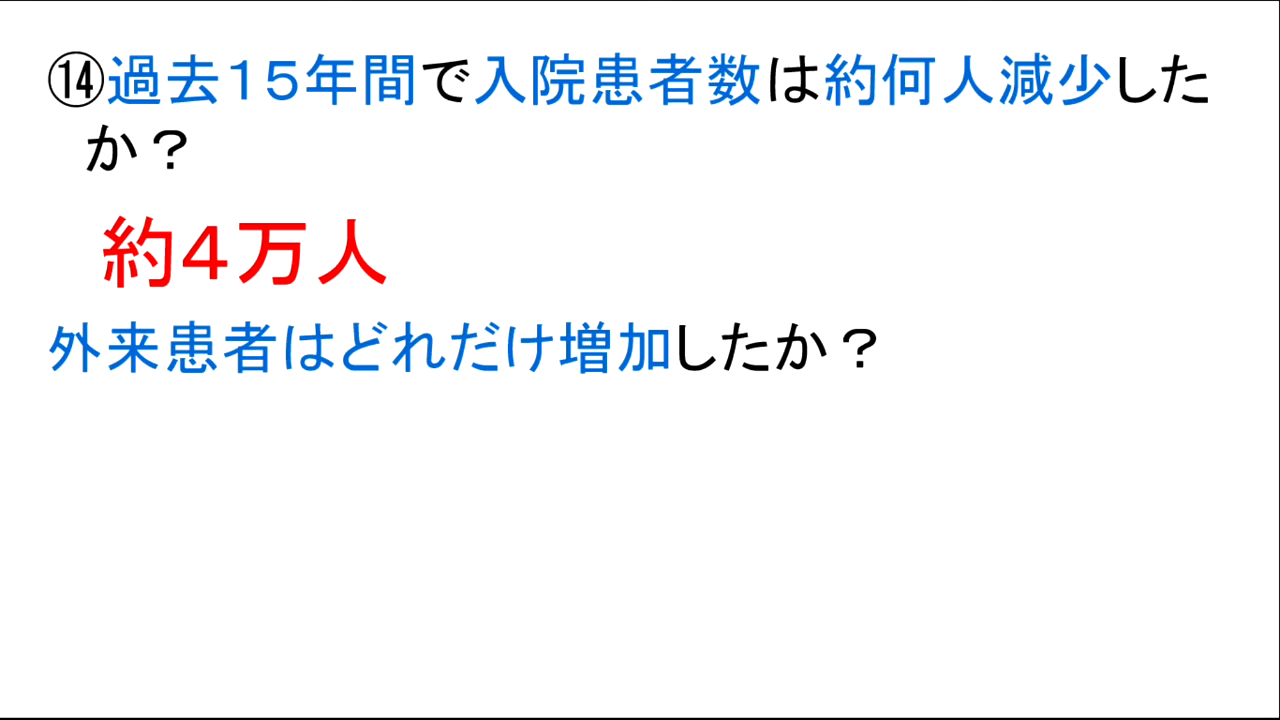 ⑭過去１５年間で入院患者数は約何人減少した
か？
約４万人
外来患者はどれだけ増加したか？